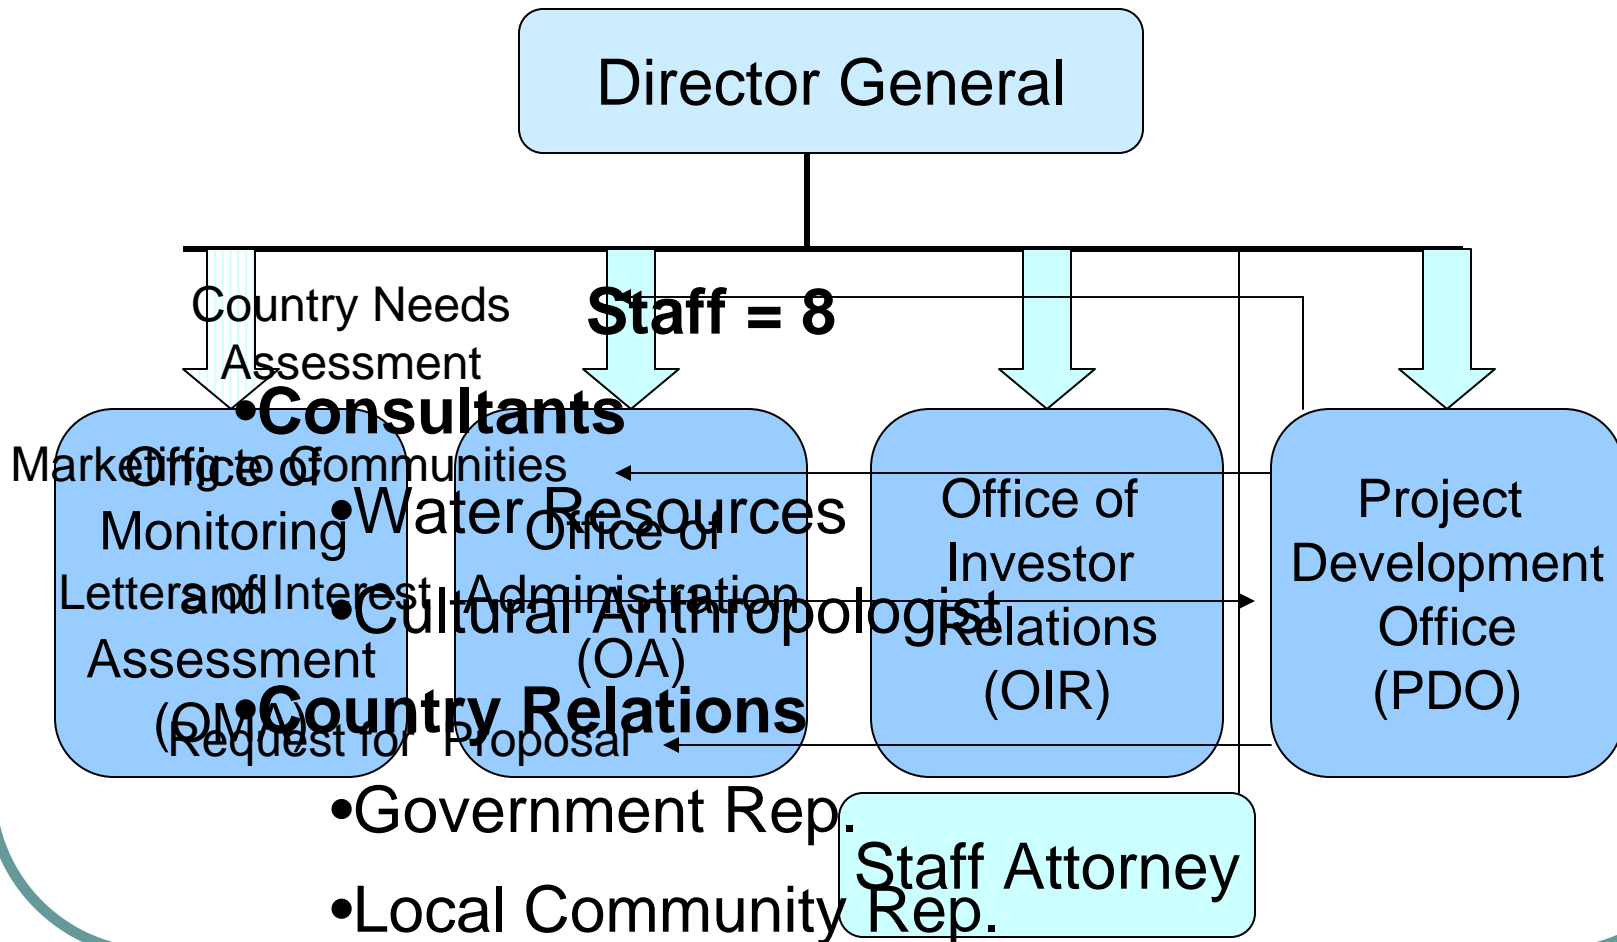 Director General
Country Needs
Assessment
Staff = 8
•Consultants
Marketing to Communities
•Water Resources
Letters of Interest
•Cultural Anthropologist
•Country Relations
Request for Proposal
•Government Rep.
•Local Community Rep.
Office of
Monitoring
and
Assessment
(OMA)
Office of
Administration
(OA)
Office of
Investor
Relations
(OIR)
Project
Development
Office
(PDO)
Staff Attorney